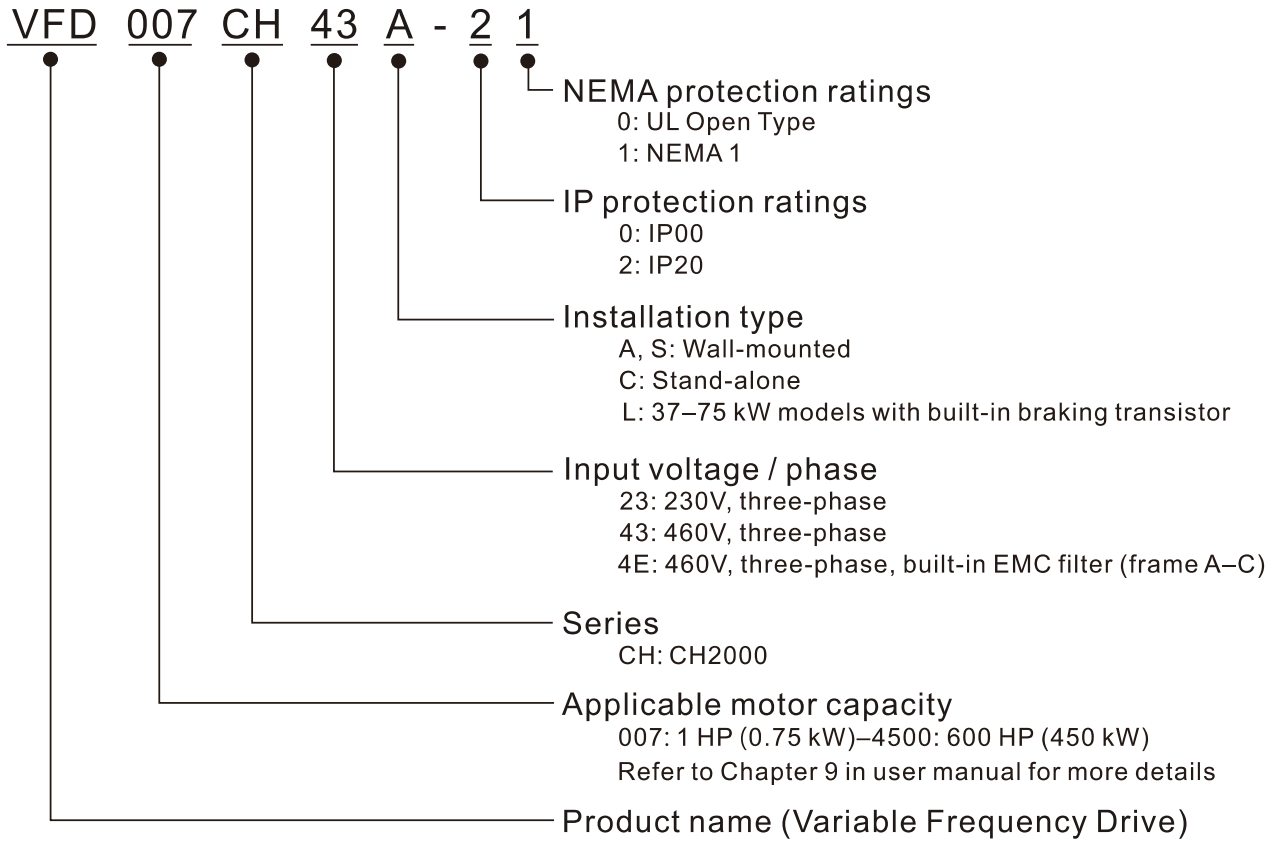 VFD 007 CH 43 A - 2 1
NEMA protection ratings
0: UL Open Type
1: NEMA 1
IP protection ratings
0: IP00
2: IP20
Installation type
A, S: Wall-mounted
C: Stand-alone
L: 37–75 kW models with built-in braking transistor
Input voltage / phase
23: 230V, three-phase
43: 460V, three-phase
4E: 460V, three-phase, built-in EMC filter (frame A–C)
Series
CH: CH2000
Applicable motor capacity
007: 1 HP (0.75 kW)–4500: 600 HP (450 kW)
Refer to Chapter 9 in user manual for more details
Product name (Variable Frequency Drive)